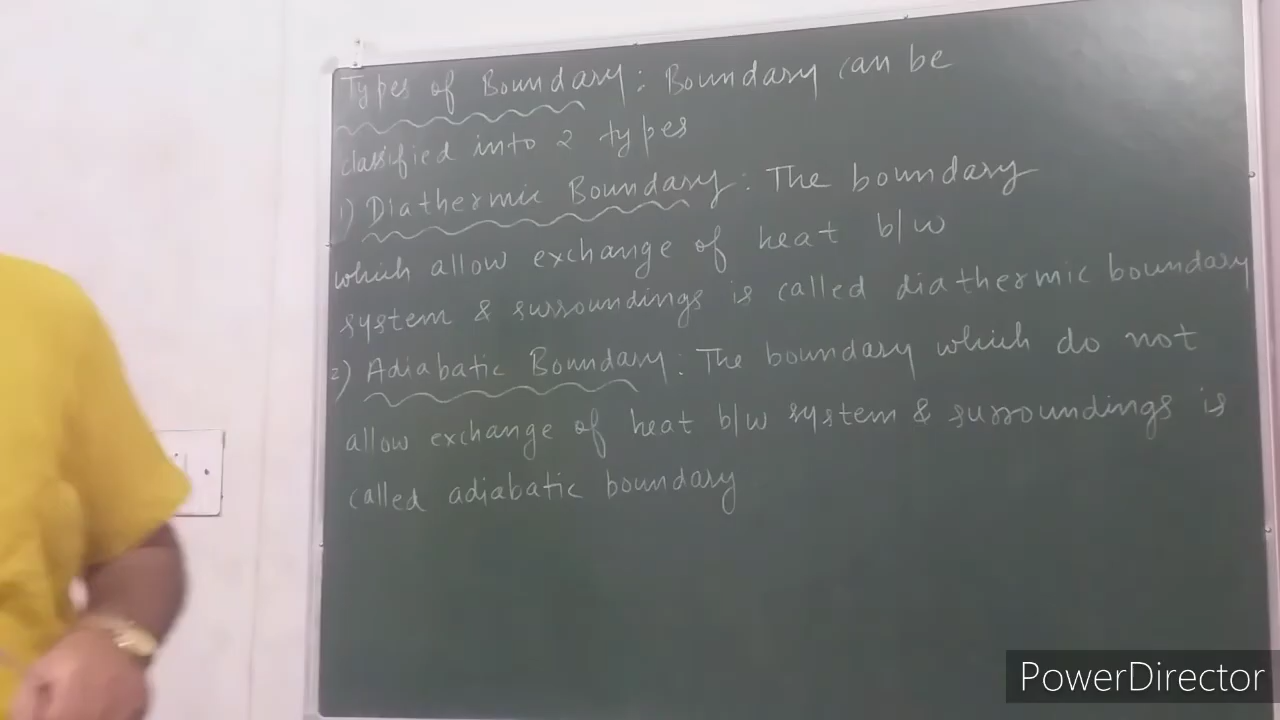 Types of Boundary : Boundary can be
classified into 2 types
1) Diathermic Boundary : The boundary
which allow exchange of heat b/w
system & surroundings is called diathermic boundary
2) Adiabatic Boundary : The boundary which do not
allow exchange of heat b/w system & surroundings is
called adiabatic boundary
PowerDirector